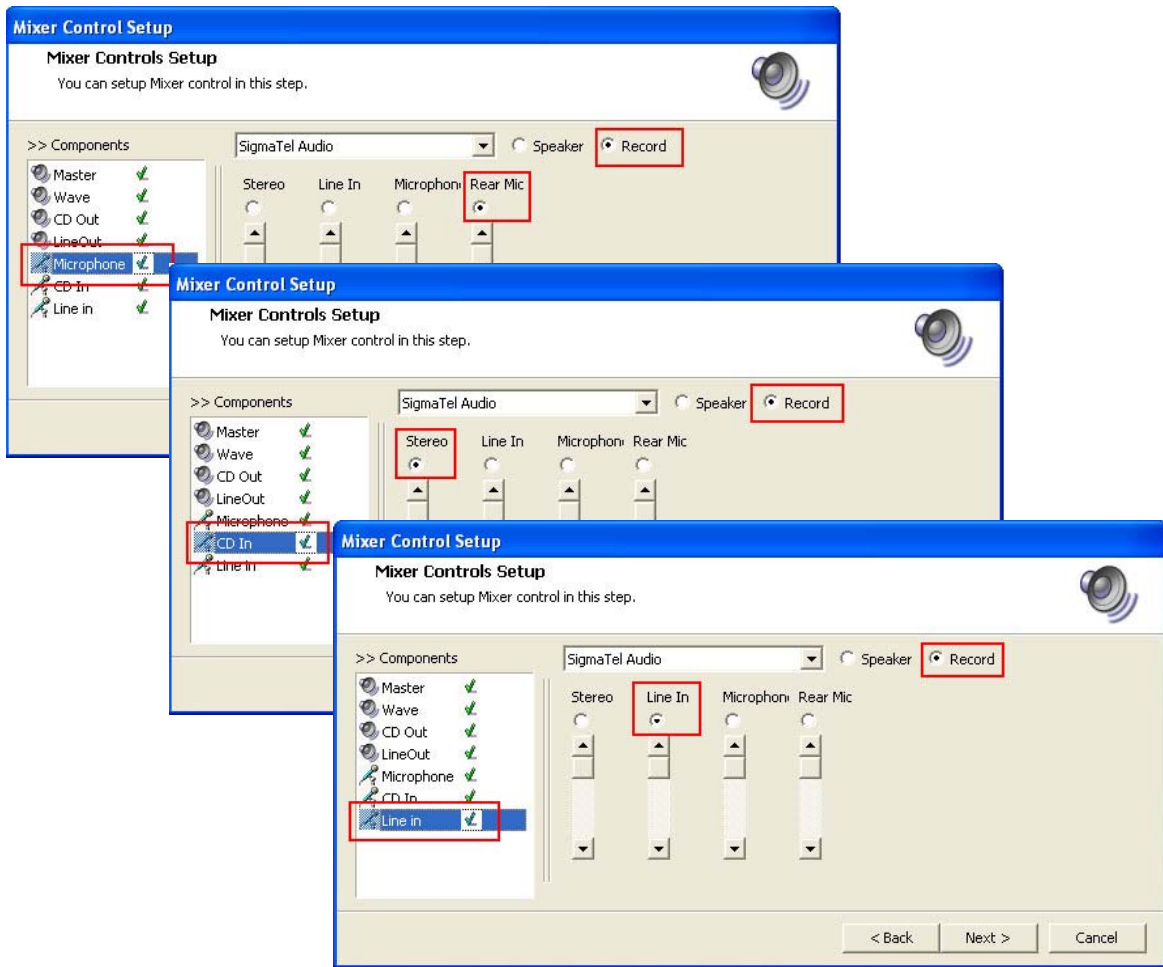 Mixer Control Setup
Mixer Controls Setup
You can setup Mixer control in this step.
>> Components
SigmaTel Audio
Speaker
Record
Master
Wave
CD Out
LineOut
Microphone
CD In
Line in
Stereo
Line In
Microphon
Rear Mic
Mixer Control Setup
Mixer Controls Setup
You can setup Mixer control in this step.
>> Components
SigmaTel Audio
Speaker
Record
Master
Wave
CD Out
LineOut
Microphone
CD In
Line in
Stereo
Line In
Microphon
Rear Mic
Mixer Control Setup
Mixer Controls Setup
You can setup Mixer control in this step.
>> Components
SigmaTel Audio
Speaker
Record
Master
Wave
CD Out
LineOut
Microphone
CD In
Line in
Stereo
Line In
Microphon
Rear Mic
< Back
Next >
Cancel